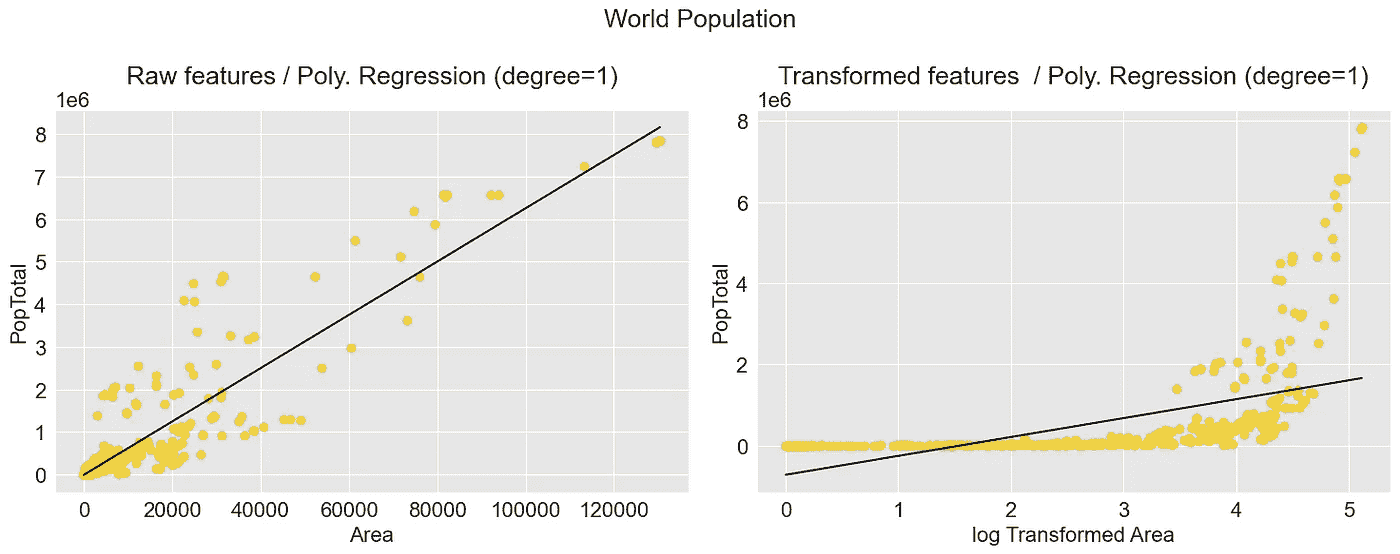 World Population
Raw features / Poly. Regression (degree=1)
1e6
8
7
6
5
4
3
2
1
0
PopTotal
0 20000 40000 60000 80000 100000 120000
Area
Transformed features / Poly. Regression (degree=1)
1e6
8
6
4
2
0
PopTotal
0 1 2 3 4 5
log Transformed Area